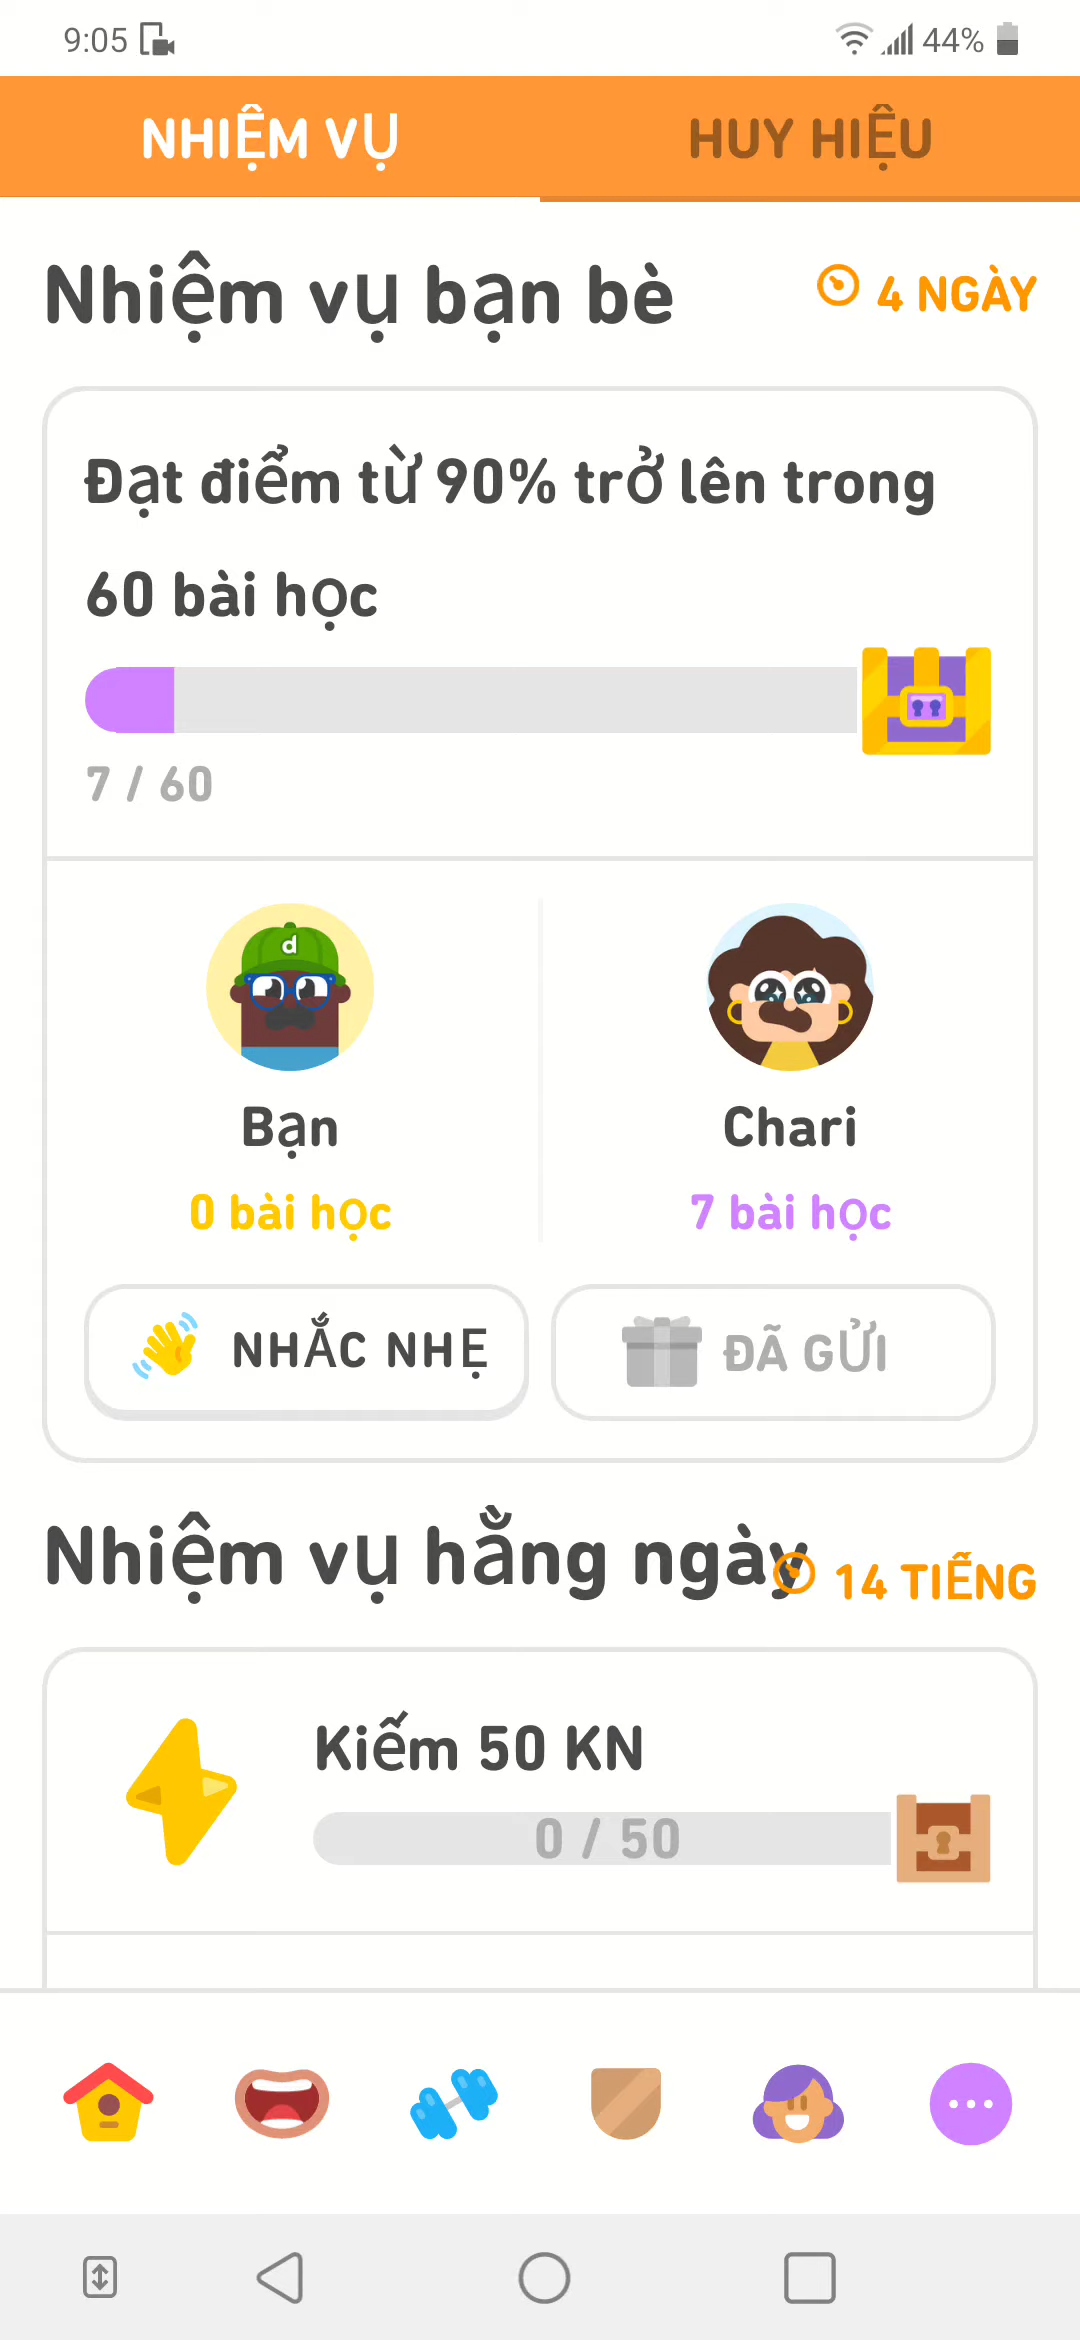 9:05
44%
NHIỆM VỤ
HUY HIỆU
Nhiệm vụ bạn bè
4 NGÀY
Đạt điểm từ 90% trở lên trong
60 bài học
7 / 60
d
Bạn
Chari
0 bài học
7 bài học
NHẮC NHẸ
ĐÃ GỬI
Nhiệm vụ hằng ngày
14 TIẾNG
Kiếm 50 KN
0 / 50